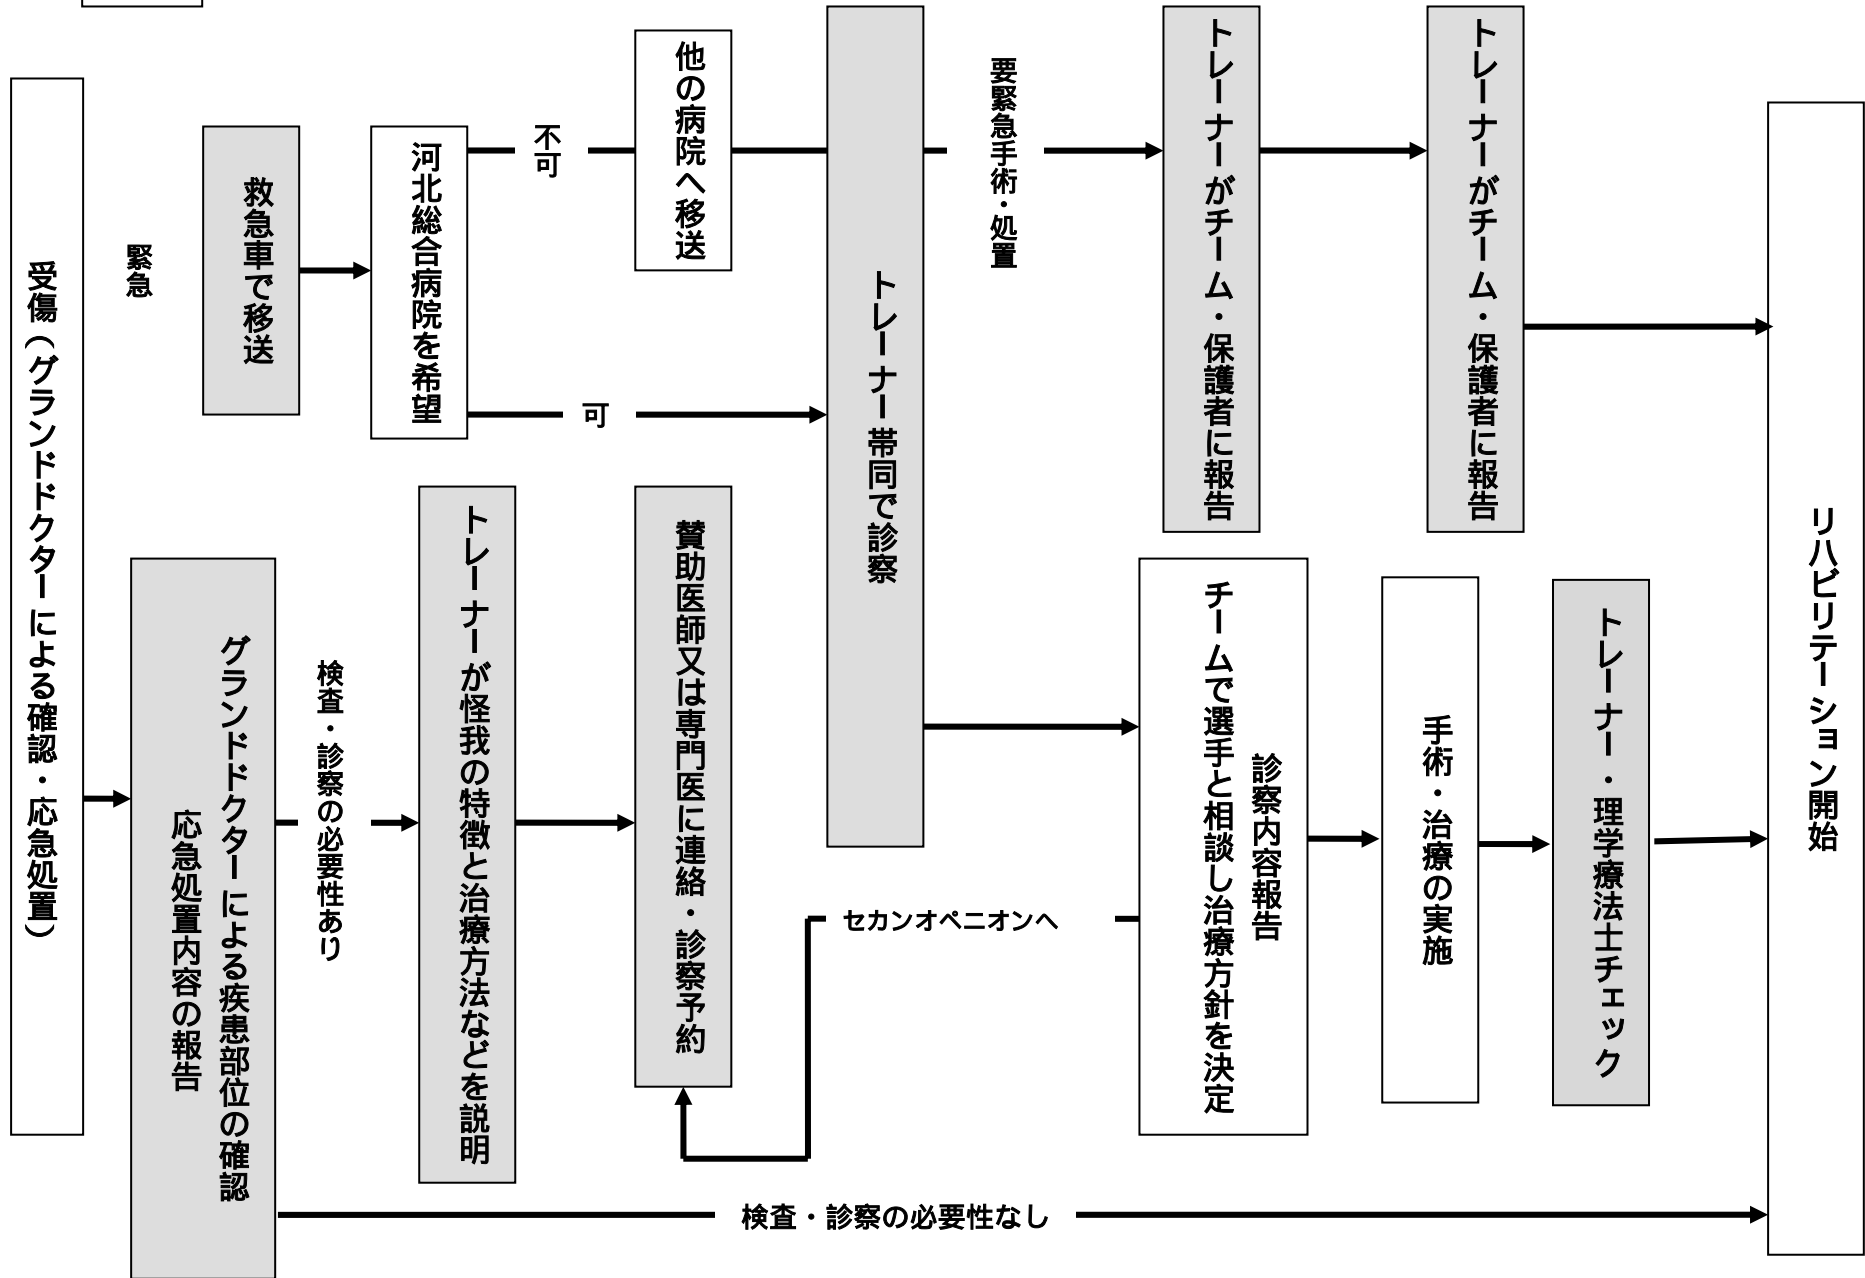 受傷（グランドドクターによる確認・応急処置）
緊急
救急車で移送
河北総合病院を希望
不可
他の病院へ移送
可
トレーナー帯同で診察
要緊急手術・処置
トレーナーがチーム・保護者に報告
トレーナーがチーム・保護者に報告
グランドドクターによる疾患部位の確認
応急処置内容の報告
検査・診察の必要性あり
トレーナーが怪我の特徴と治療方法などを説明
賛助医師又は専門医に連絡・診察予約
診察内容報告
チームで選手と相談し治療方針を決定
セカンオペニオンへ
手術・治療の実施
トレーナー・理学療法士チェック
検査・診察の必要性なし
リハビリテーション開始